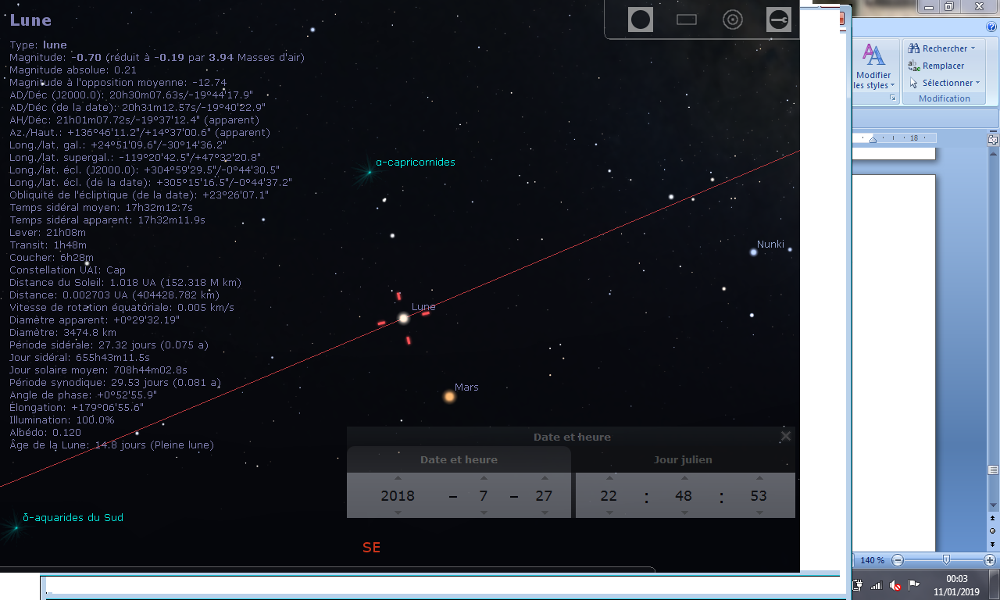 Lune
Type: lune
Magnitude: -0.70 (réduit à -0.19 par 3.94 Masses d'air)
Magnitude absolue: 0.21
Magnitude à l'opposition moyenne: -12.74
AD/Déc (J2000.0): 20h30m07.63s/-19°44'17.9"
AD/Déc (de la date): 20h31m12.57s/-19°40'22.9"
AH/Déc: 21h01m07.72s/-19°37'12.4" (apparent)
Az./Haut.: +136°46'11.2"/+14°37'00.6" (apparent)
Long./lat. gal.: +24°51'09.6"/-30°14'36.2"
Long./lat. supergal.: -119°20'42.5"/+47°32'20.8"
Long./lat. écl. (J2000.0): +304°59'29.5"/-0°44'30.5"
Long./lat. écl. (de la date): +305°15'16.5"/-0°44'37.2"
Obliquité de l'écliptique (de la date): +23°26'07.1"
Temps sidéral moyen: 17h32m12.7s
Temps sidéral apparent: 17h32m11.9s
Lever: 21h08m
Transit: 1h48m
Coucher: 6h28m
Constellation UAI: Cap
Distance du Soleil: 1.018 UA (152.318 M km)
Distance: 0.002703 UA (404428.782 km)
Vitesse de rotation équatoriale: 0.005 km/s
Diamètre apparent: +0°29'32.19"
Diamètre: 3474.8 km
Période sidérale: 27.32 jours (0.075 a)
Jour sidéral: 655h43m11.5s
Jour solaire moyen: 708h44m02.8s
Période synodique: 29.53 jours (0.081 a)
Angle de phase: +0°52'55.9"
Élongation: +179°06'55.6"
Illumination: 100.0%
Albédo: 0.120
Âge de la Lune: 14.8 jours (Pleine lune)
α-capricornides
Nunki
Lune
Mars
δ-aquarides du Sud
SE
Date et heure
Date et heure
Jour julien
2018 – 7 – 27
22 : 48 : 53
Rechercher
Remplacer
Sélectionner
Modifier
les styles
Modification
18
140 %
00:03
11/01/2019